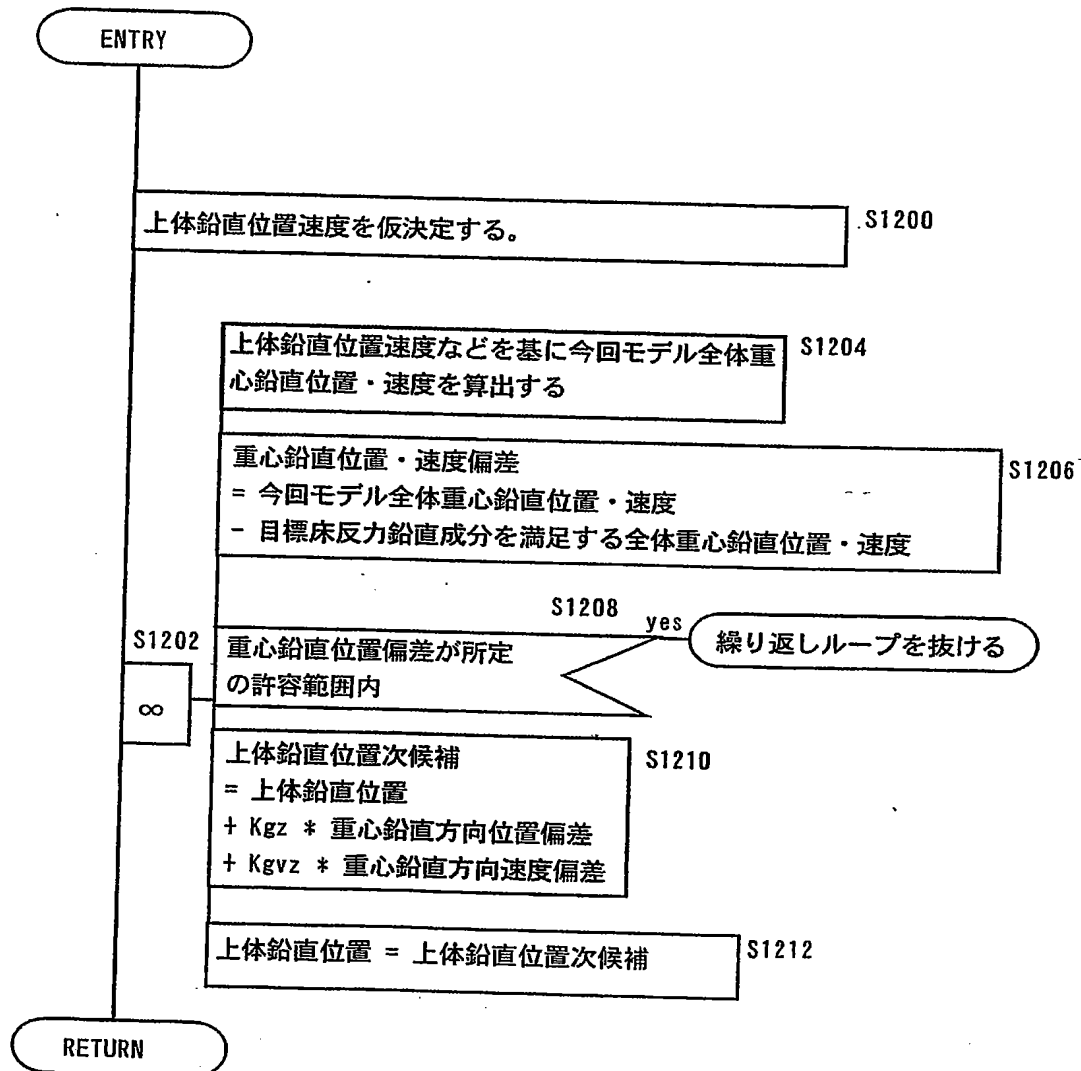 ENTRY
上体鉛直位置速度を仮決定する。
S1200
上体鉛直位置速度などを基に今回モデル全体重
心鉛直位置・速度を算出する
S1204
重心鉛直位置・速度偏差
= 今回モデル全体重心鉛直位置・速度
- 目標床反力鉛直成分を満足する全体重心鉛直位置・速度
S1206
S1202
∞
重心鉛直位置偏差が所定
の許容範囲内
S1208
yes
繰り返しループを抜ける
上体鉛直位置次候補
= 上体鉛直位置
+ Kgz * 重心鉛直方向位置偏差
+ Kgvz * 重心鉛直方向速度偏差
S1210
上体鉛直位置 = 上体鉛直位置次候補
S1212
RETURN